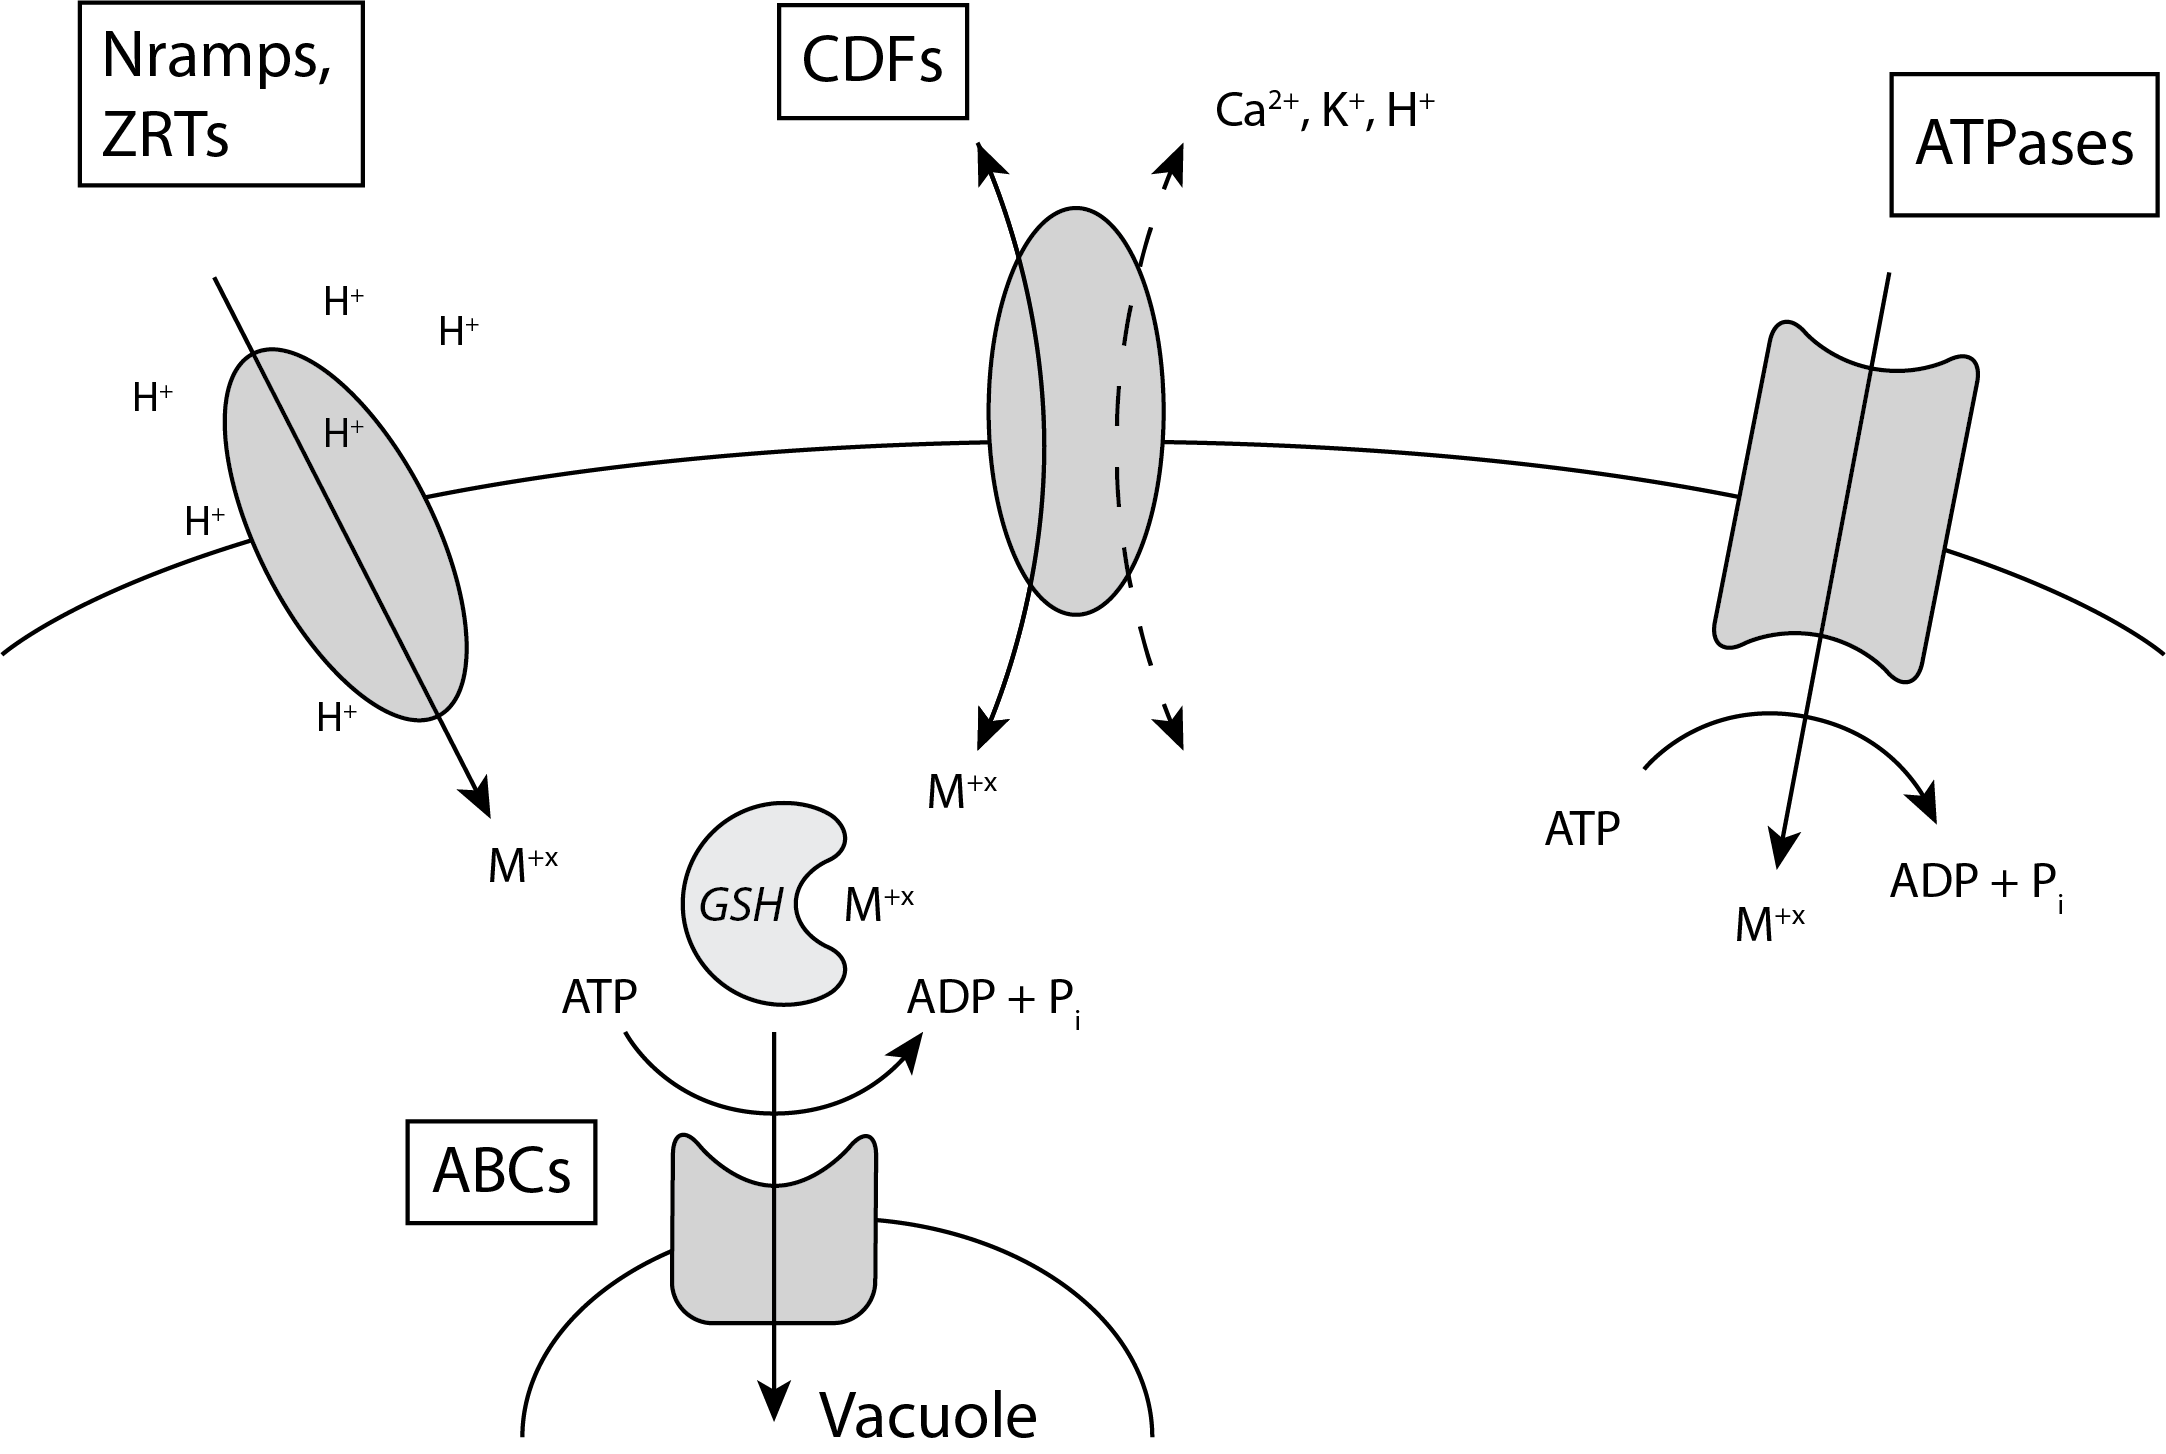 Nramps,
ZRTs
CDFs
Ca²⁺, K⁺, H⁺
ATPases
H⁺
H⁺
H⁺
H⁺
H⁺
H⁺
M⁺ˣ
M⁺ˣ
GSH
M⁺ˣ
ATP
ADP + Pᵢ
M⁺ˣ
ATP
ADP + Pᵢ
ABCs
Vacuole